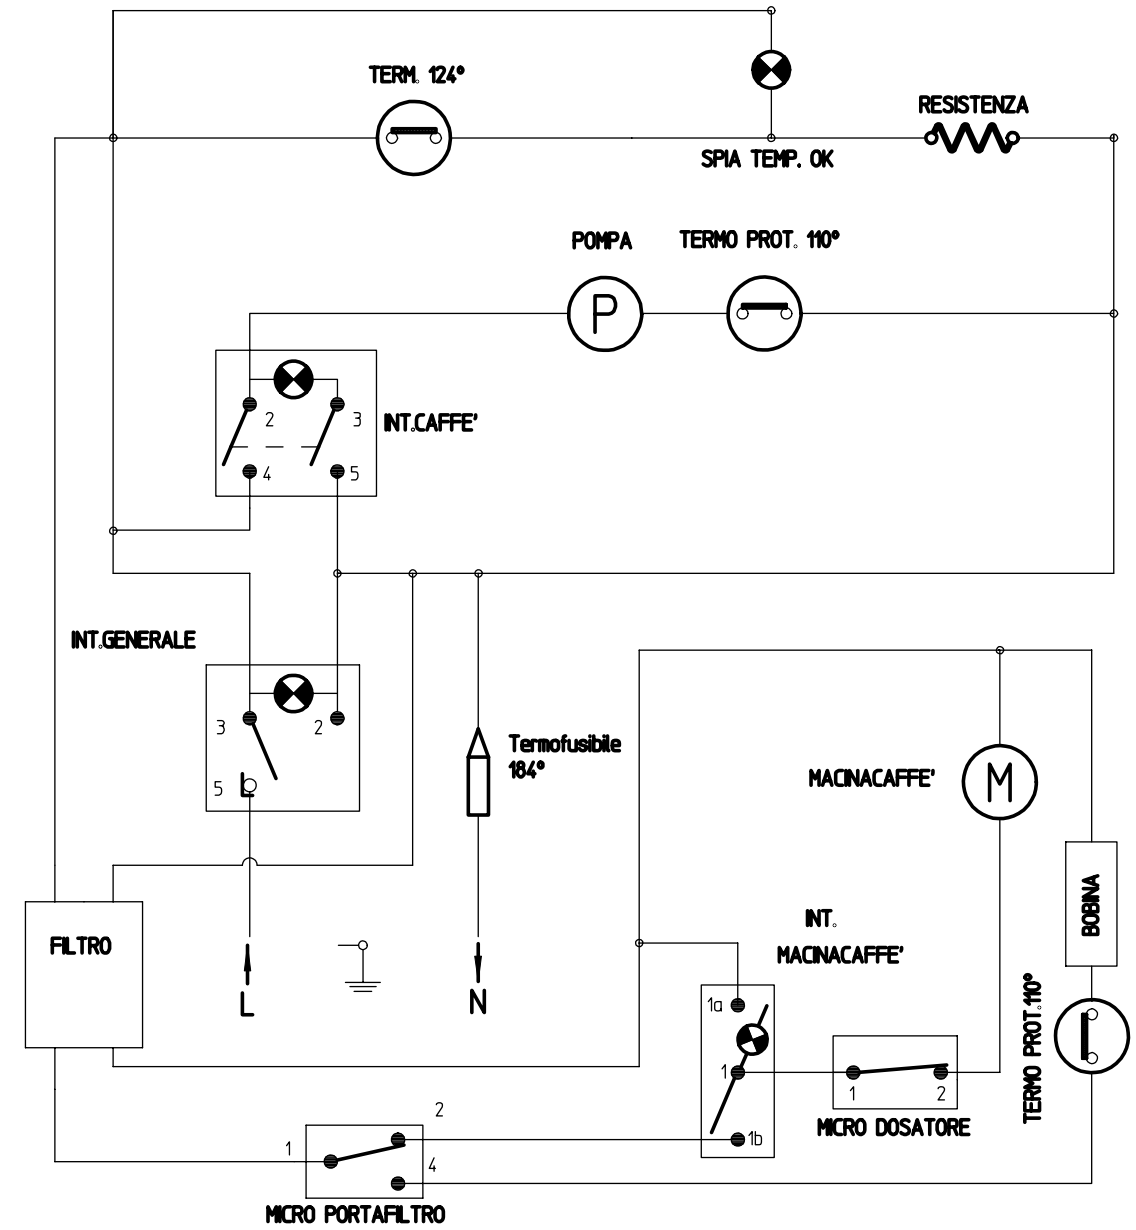 TERM. 124°
RESISTENZA
SPIA TEMP. OK
POMPA
TERMO PROT. 110°
P
2
3
INT.CAFFE'
4
5
INT.GENERALE
3
2
Termofusibile
184°
5
L
MACINACAFFE'
M
BOBINA
FILTRO
INT.
MACINACAFFE'
L
N
1a
TERMO PROT.110°
1
1
2
MICRO DOSATORE
2
1
1b
4
MICRO PORTAFILTRO